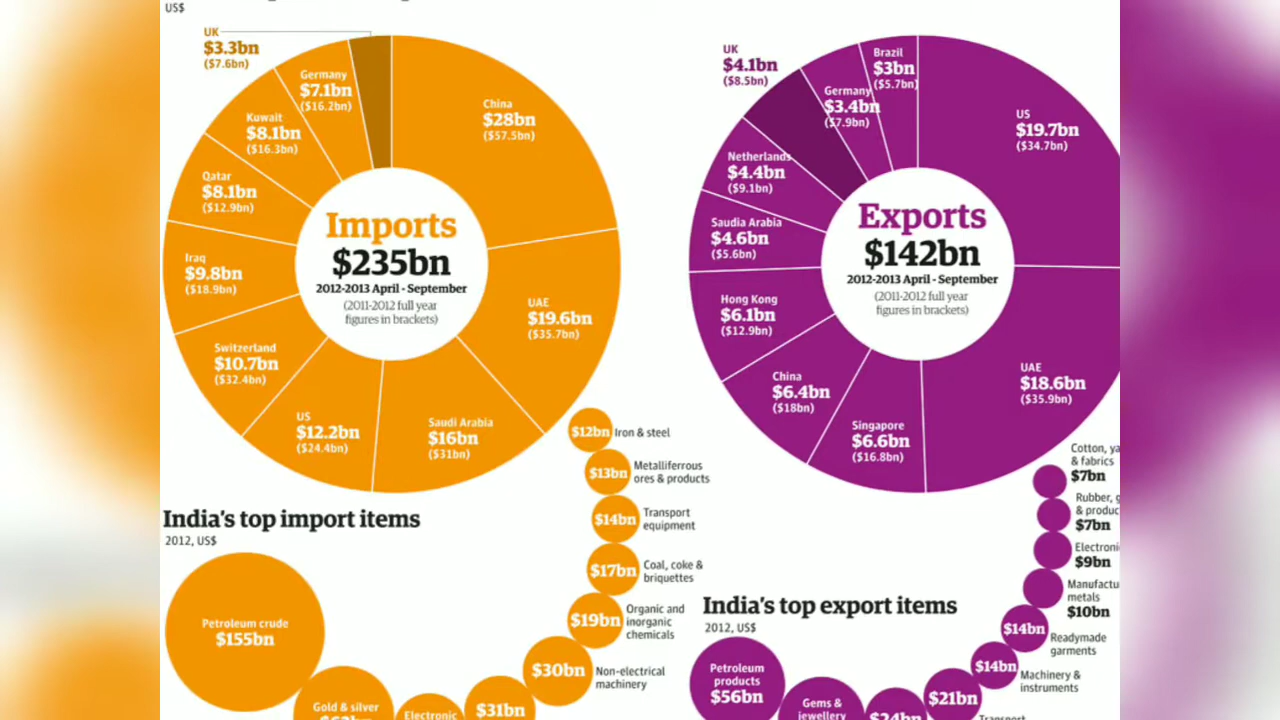 US$
UK
$3.3bn
($7.6bn)
Germany
$7.1bn
($16.2bn)
Kuwait
$8.1bn
($16.3bn)
Qatar
$8.1bn
($12.9bn)
Iraq
$9.8bn
($18.9bn)
Switzerland
$10.7bn
($32.4bn)
US
$12.2bn
($24.4bn)
Saudi Arabia
$16bn
($31bn)
UAE
$19.6bn
($35.7bn)
China
$28bn
($57.5bn)
Imports
$235bn
2012-2013 April - September
(2011-2012 full year
figures in brackets)
UK
$4.1bn
($8.5bn)
Brazil
$3bn
($5.7bn)
Germany
$3.4bn
($7.9bn)
Netherlands
$4.4bn
($9.1bn)
Saudia Arabia
$4.6bn
($5.6bn)
Hong Kong
$6.1bn
($12.9bn)
China
$6.4bn
($18bn)
Singapore
$6.6bn
($16.8bn)
UAE
$18.6bn
($35.9bn)
US
$19.7bn
($34.7bn)
Exports
$142bn
2012-2013 April - September
(2011-2012 full year
figures in brackets)
India's top import items
2012, US$
$12bn Iron & steel
$13bn Metalliferrous
ores & products
$14bn Transport
equipment
$17bn Coal, coke &
briquettes
$19bn Organic and
inorganic
chemicals
$30bn Non-electrical
machinery
$31bn
Electronic
Gold & silver
Petroleum crude
$155bn
India's top export items
2012, US$
Cotton, ya
& fabrics
$7bn
Rubber, g
& produc
$7bn
Electroni
$9bn
Manufactu
metals
$10bn
$14bn
Readymade
garments
$14bn
Machinery &
instruments
$21bn
Transport
$24bn
Gems &
jewellery
Petroleum
products
$56bn